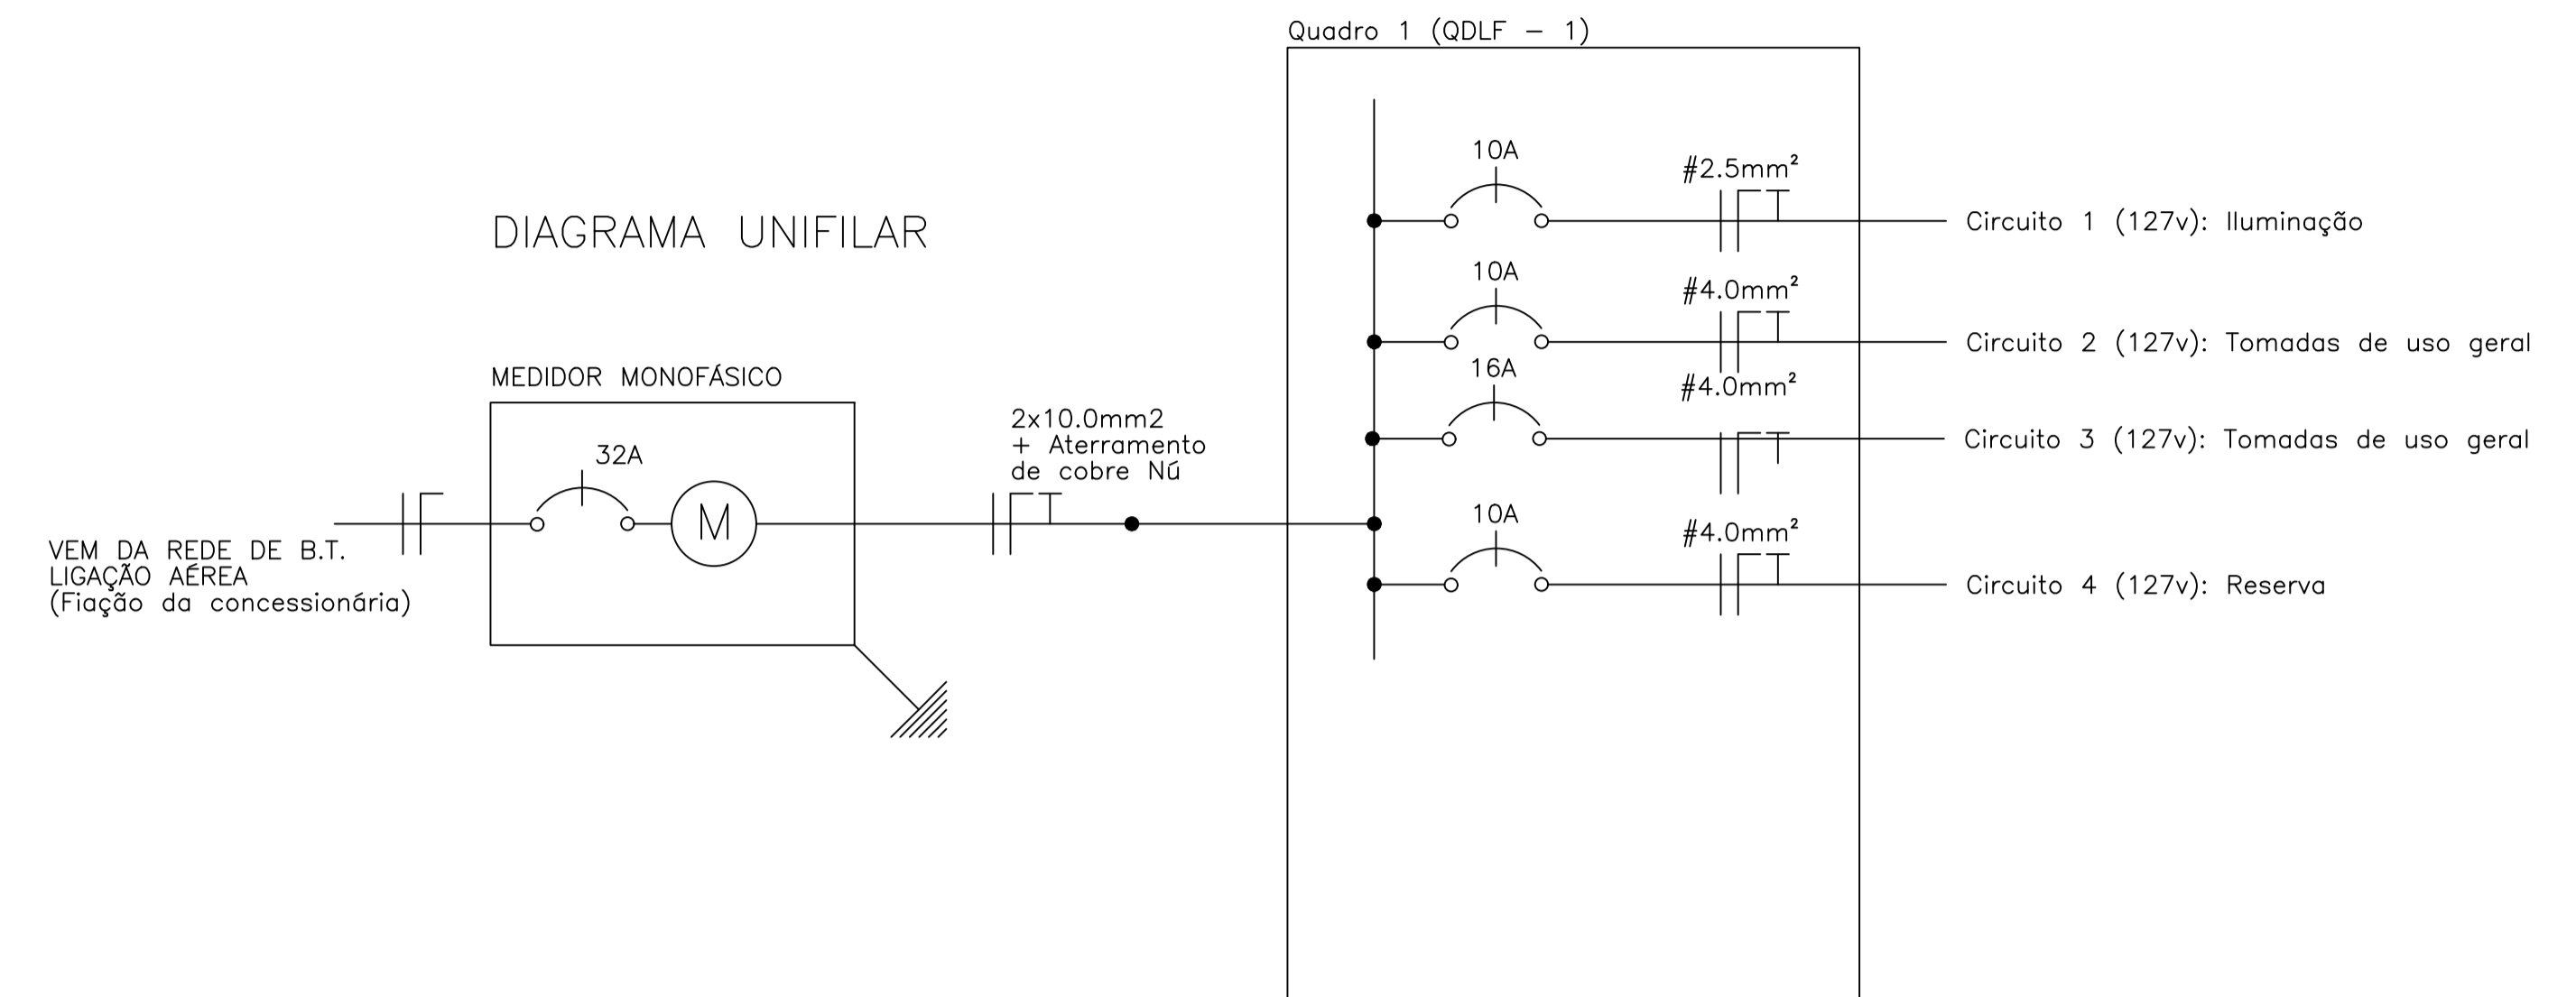 Quadro 1 (QDLF - 1)
DIAGRAMA UNIFILAR
10A
#2.5mm²
Circuito 1 (127v): Iluminação
10A
#4.0mm²
Circuito 2 (127v): Tomadas de uso geral
16A
#4.0mm²
Circuito 3 (127v): Tomadas de uso geral
10A
#4.0mm²
Circuito 4 (127v): Reserva
MEDIDOR MONOFÁSICO
32A
M
2x10.0mm2
+ Aterramento
de cobre Nú
VEM DA REDE DE B.T.
LIGAÇÃO AÉREA
(Fiação da concessionária)